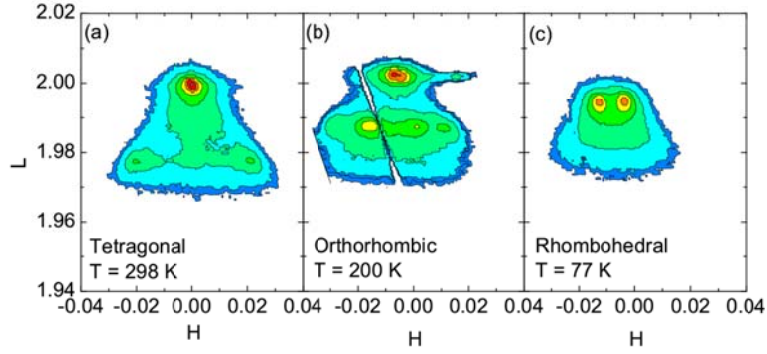 2.02
(a)
(b)
(c)
2.00
1.98
L
1.96
Tetragonal
T = 298 K
Orthorhombic
T = 200 K
Rhombohedral
T = 77 K
1.94
-0.04 -0.02 0.00 0.02 -0.04 -0.02 0.00 0.02 -0.04 -0.02 0.00 0.02 0.04
H
H
H